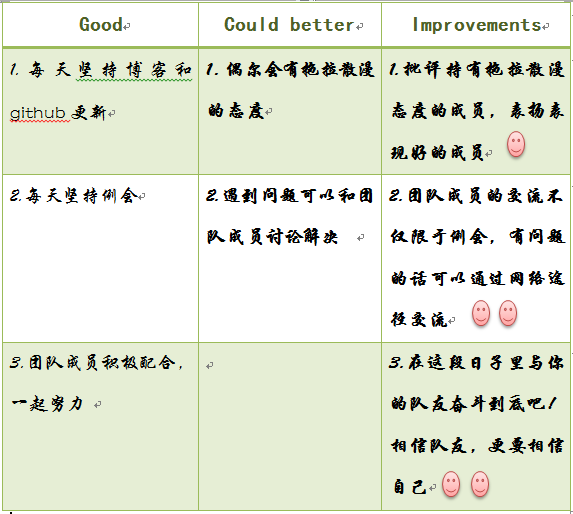 Good
Could better
Improvements
1.每天坚持博客和
github更新
1.偶尔会有拖拉散漫
的态度
1.批评持有拖拉散漫
态度的成员，表扬表
现好的成员
2.每天坚持例会
2.遇到问题可以和团
队成员讨论解决
2.团队成员的交流不
仅限于例会，有问题
的话可以通过网络途
径交流
3.团队成员积极配合，
一起努力
3.在这段日子里与你
的队友奋斗到底吧！
相信队友，更要相信
自己